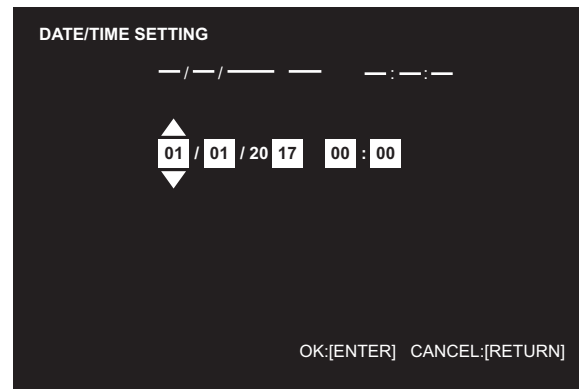 DATE/TIME SETTING
—/—/—— —— —:—:—
01 / 01 / 20 17 00 : 00
OK:[ENTER] CANCEL:[RETURN]